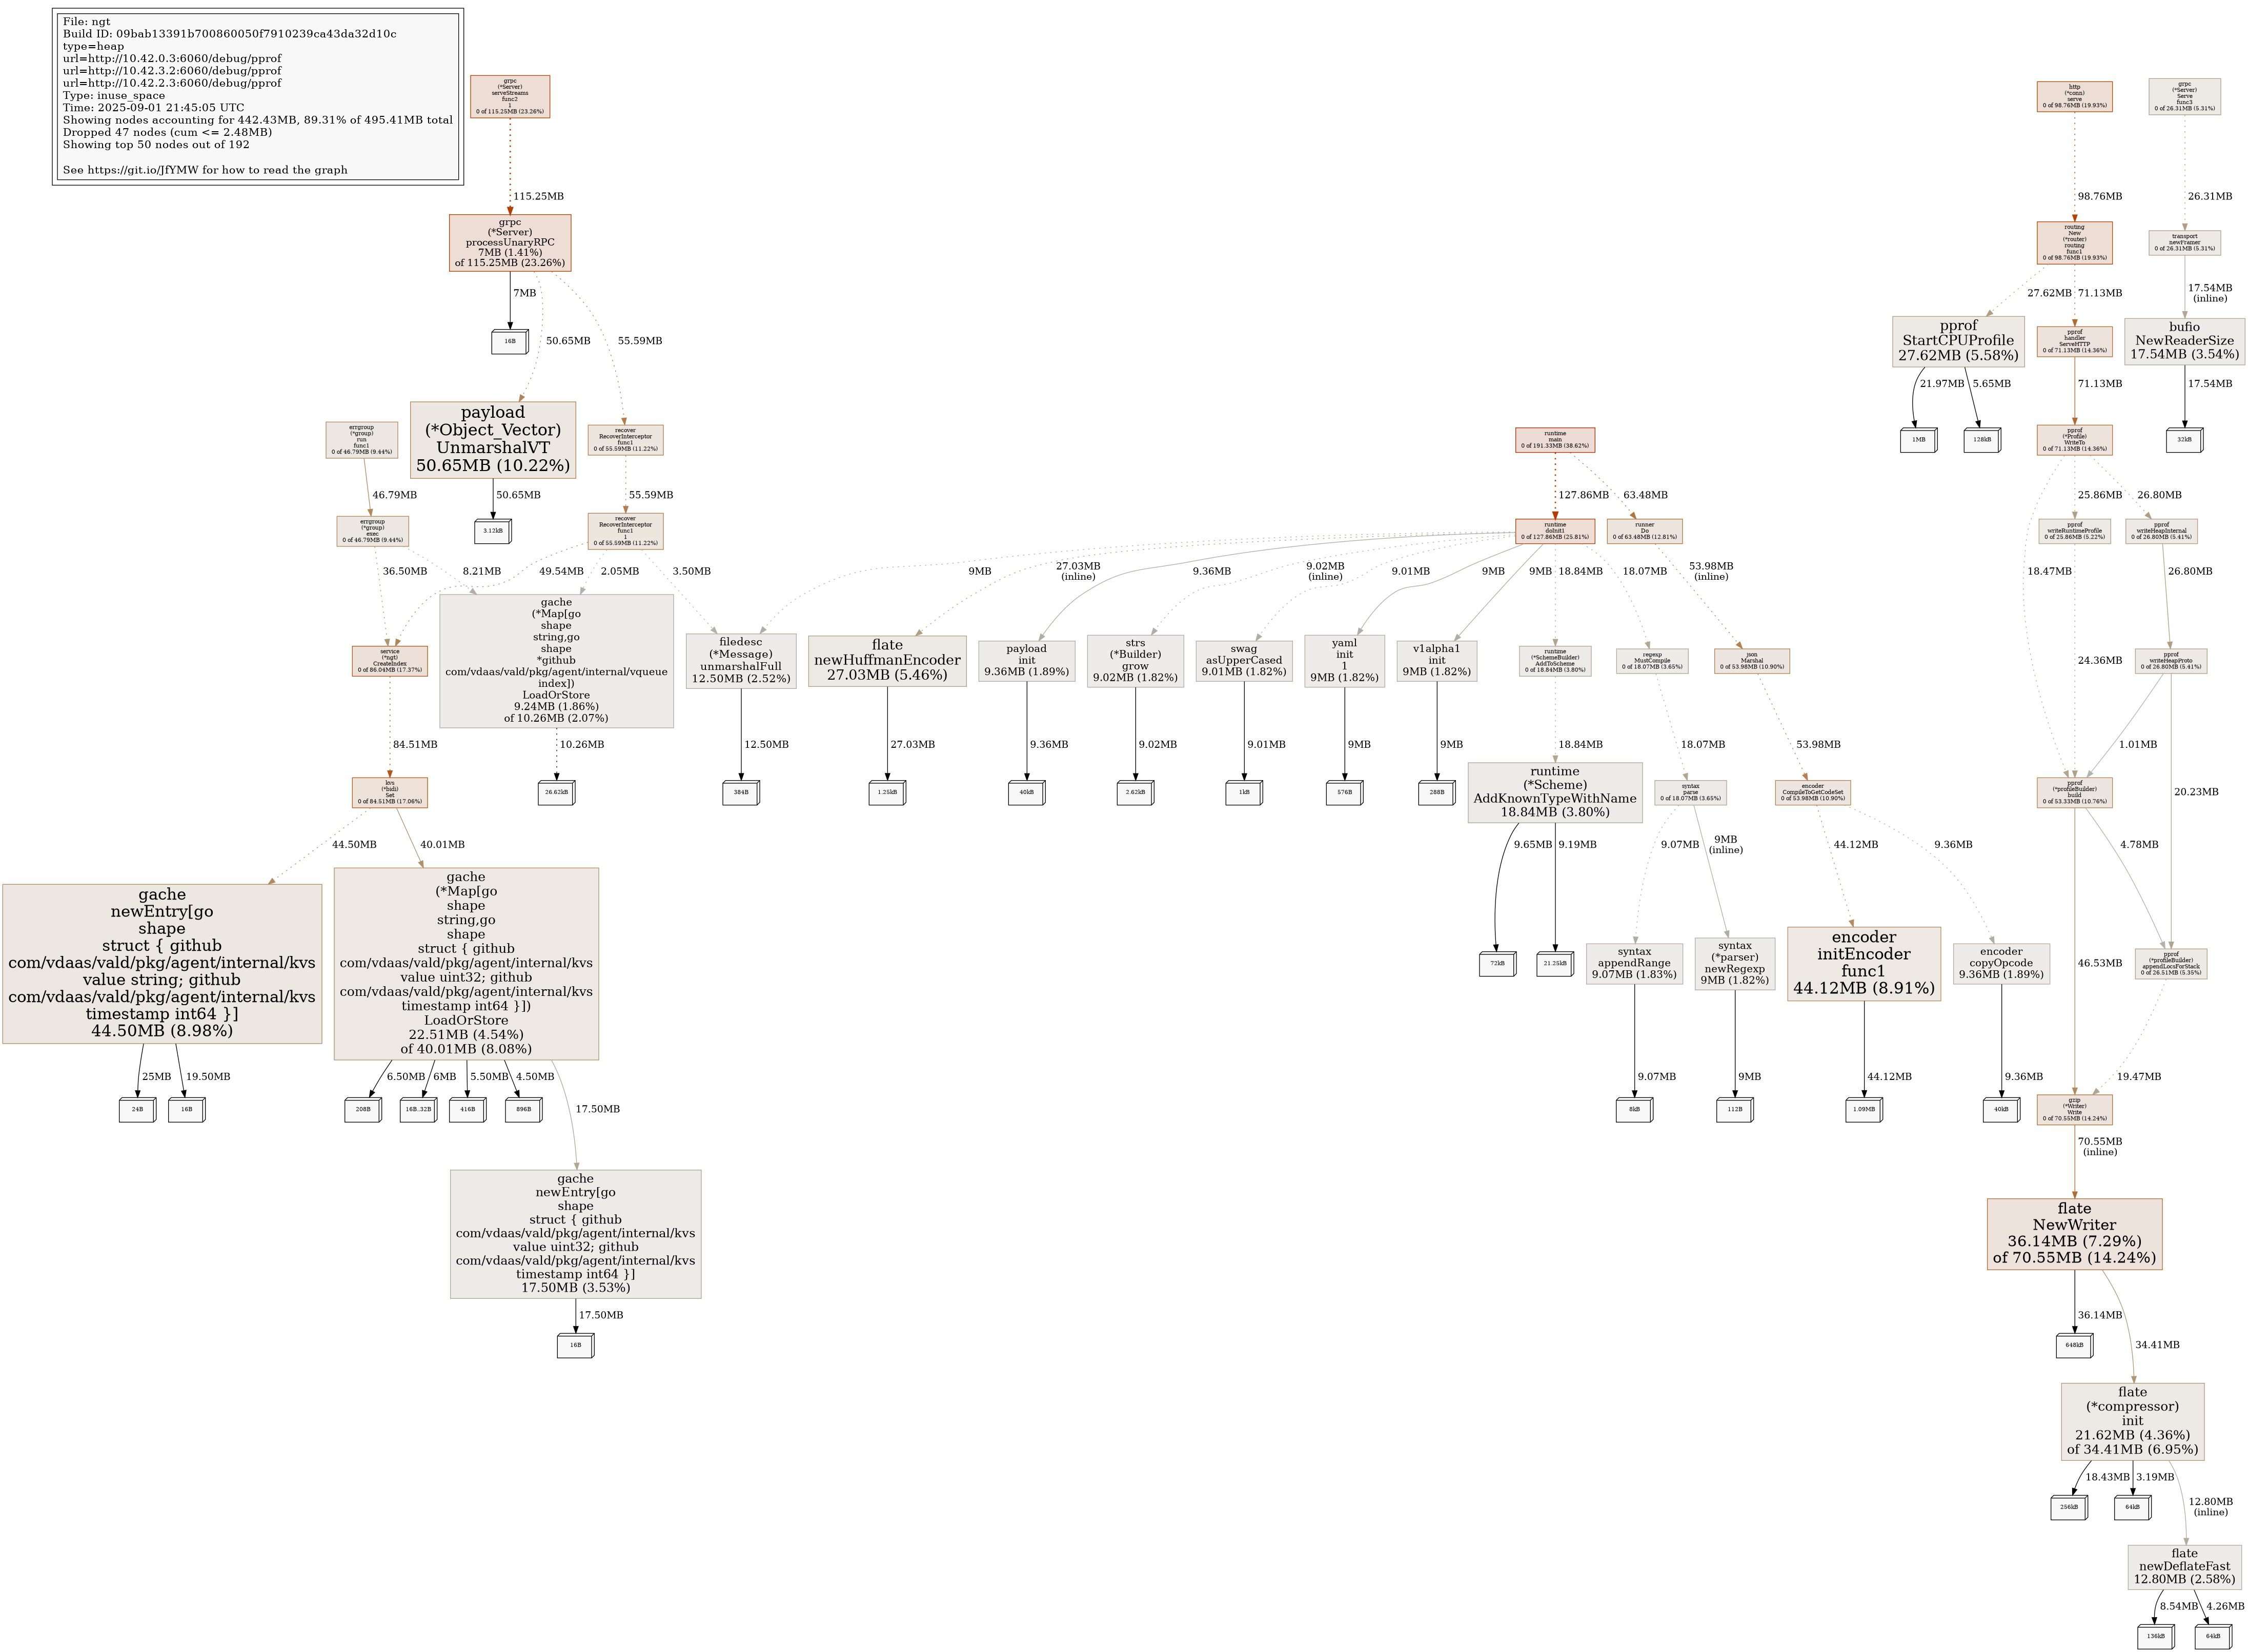 File: ngt
Build ID: 09bab13391b700860050f7910239ca43da32d10c
type=heap
url=http://10.42.0.3:6060/debug/pprof
url=http://10.42.3.2:6060/debug/pprof
url=http://10.42.2.3:6060/debug/pprof
Type: inuse_space
Time: 2025-09-01 21:45:05 UTC
Showing nodes accounting for 442.43MB, 89.31% of 495.41MB total
Dropped 47 nodes (cum <= 2.48MB)
Showing top 50 nodes out of 192
See https://git.io/JfYMW for how to read the graph
grpc
(*Server)
serveStreams
func2
1
0 of 115.25MB (23.26%)
http
(*conn)
serve
0 of 98.76MB (19.93%)
grpc
(*Server)
Serve
func3
0 of 26.31MB (5.31%)
115.25MB
98.76MB
26.31MB
grpc
(*Server)
processUnaryRPC
7MB (1.41%)
of 115.25MB (23.26%)
routing
New
(*router)
routing
func1
0 of 98.76MB (19.93%)
transport
newFramer
0 of 26.31MB (5.31%)
7MB
50.65MB
55.59MB
27.62MB
71.13MB
17.54MB
(inline)
16B
pprof
StartCPUProfile
27.62MB (5.58%)
pprof
handler
ServeHTTP
0 of 71.13MB (14.36%)
bufio
NewReaderSize
17.54MB (3.54%)
21.97MB
5.65MB
71.13MB
17.54MB
errgroup
(*group)
run
func1
0 of 46.79MB (9.44%)
payload
(*Object_Vector)
UnmarshalVT
50.65MB (10.22%)
recover
RecoverInterceptor
func1
0 of 55.59MB (11.22%)
runtime
main
0 of 191.33MB (38.62%)
1MB
128kB
pprof
(*Profile)
WriteTo
0 of 71.13MB (14.36%)
32kB
46.79MB
50.65MB
55.59MB
127.86MB
63.48MB
25.86MB
26.80MB
errgroup
(*group)
exec
0 of 46.79MB (9.44%)
3.12kB
recover
RecoverInterceptor
func1
1
0 of 55.59MB (11.22%)
runtime
doInit1
0 of 127.86MB (25.81%)
runner
Do
0 of 63.48MB (12.81%)
pprof
writeRuntimeProfile
0 of 25.86MB (5.22%)
pprof
writeHeapInternal
0 of 26.80MB (5.41%)
36.50MB
8.21MB
49.54MB
2.05MB
3.50MB
9MB
27.03MB
(inline)
9.36MB
9.02MB
(inline)
9.01MB
9MB
9MB
18.84MB
18.07MB
53.98MB
(inline)
18.47MB
26.80MB
service
(*ngt)
CreateIndex
0 of 86.04MB (17.37%)
gache
(*Map[go
shape
string,go
shape
*github
com/vdaas/vald/pkg/agent/internal/vqueue
index])
LoadOrStore
9.24MB (1.86%)
of 10.26MB (2.07%)
filedesc
(*Message)
unmarshalFull
12.50MB (2.52%)
flate
newHuffmanEncoder
27.03MB (5.46%)
payload
init
9.36MB (1.89%)
strs
(*Builder)
grow
9.02MB (1.82%)
swag
asUpperCased
9.01MB (1.82%)
yaml
init
1
9MB (1.82%)
v1alpha1
init
9MB (1.82%)
runtime
(*SchemeBuilder)
AddToScheme
0 of 18.84MB (3.80%)
regexp
MustCompile
0 of 18.07MB (3.65%)
json
Marshal
0 of 53.98MB (10.90%)
24.36MB
pprof
writeHeapProto
0 of 26.80MB (5.41%)
84.51MB
10.26MB
12.50MB
27.03MB
9.36MB
9.02MB
9.01MB
9MB
9MB
18.84MB
18.07MB
53.98MB
1.01MB
20.23MB
kvs
(*bidi)
Set
0 of 84.51MB (17.06%)
26.62kB
384B
1.25kB
40kB
2.62kB
1kB
576B
288B
runtime
(*Scheme)
AddKnownTypeWithName
18.84MB (3.80%)
syntax
parse
0 of 18.07MB (3.65%)
encoder
CompileToGetCodeSet
0 of 53.98MB (10.90%)
pprof
(*profileBuilder)
build
0 of 53.33MB (10.76%)
44.50MB
40.01MB
9.65MB
9.19MB
9.07MB
9MB
(inline)
44.12MB
9.36MB
4.78MB
gache
newEntry[go
shape
struct { github
com/vdaas/vald/pkg/agent/internal/kvs
value string; github
com/vdaas/vald/pkg/agent/internal/kvs
timestamp int64 }]
44.50MB (8.98%)
gache
(*Map[go
shape
string,go
shape
struct { github
com/vdaas/vald/pkg/agent/internal/kvs
value uint32; github
com/vdaas/vald/pkg/agent/internal/kvs
timestamp int64 }])
LoadOrStore
22.51MB (4.54%)
of 40.01MB (8.08%)
72kB
21.25kB
syntax
appendRange
9.07MB (1.83%)
syntax
(*parser)
newRegexp
9MB (1.82%)
encoder
initEncoder
func1
44.12MB (8.91%)
encoder
copyOpcode
9.36MB (1.89%)
46.53MB
pprof
(*profileBuilder)
appendLocsForStack
0 of 26.51MB (5.35%)
25MB
19.50MB
6.50MB
6MB
5.50MB
4.50MB
17.50MB
9.07MB
9MB
44.12MB
9.36MB
19.47MB
24B
16B
208B
16B..32B
416B
896B
8kB
112B
1.09MB
40kB
gzip
(*Writer)
Write
0 of 70.55MB (14.24%)
70.55MB
(inline)
gache
newEntry[go
shape
struct { github
com/vdaas/vald/pkg/agent/internal/kvs
value uint32; github
com/vdaas/vald/pkg/agent/internal/kvs
timestamp int64 }]
17.50MB (3.53%)
flate
NewWriter
36.14MB (7.29%)
of 70.55MB (14.24%)
17.50MB
36.14MB
34.41MB
16B
648kB
flate
(*compressor)
init
21.62MB (4.36%)
of 34.41MB (6.95%)
18.43MB
3.19MB
12.80MB
(inline)
256kB
64kB
flate
newDeflateFast
12.80MB (2.58%)
8.54MB
4.26MB
136kB
64kB